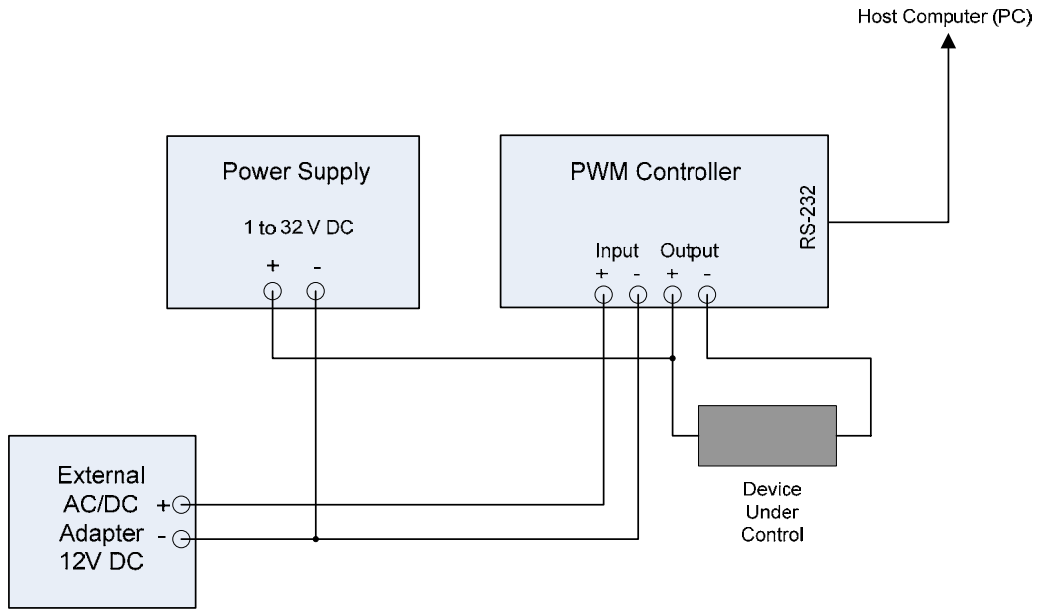 Host Computer (PC)
Power Supply
1 to 32 V DC
+ -
PWM Controller
RS-232
Input Output
+ - + -
External
AC/DC +
Adapter -
12V DC
Device
Under
Control